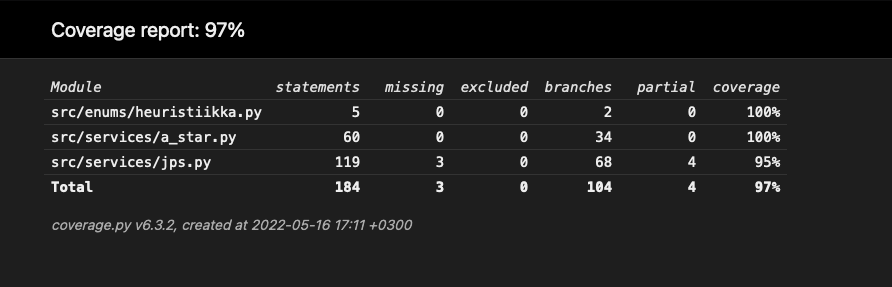 Coverage report: 97%
Module statements missing excluded branches partial coverage
src/enums/heuristiikka.py 5 0 0 2 0 100%
src/services/a_star.py 60 0 0 34 0 100%
src/services/jps.py 119 3 0 68 4 95%
Total 184 3 0 104 4 97%
coverage.py v6.3.2, created at 2022-05-16 17:11 +0300